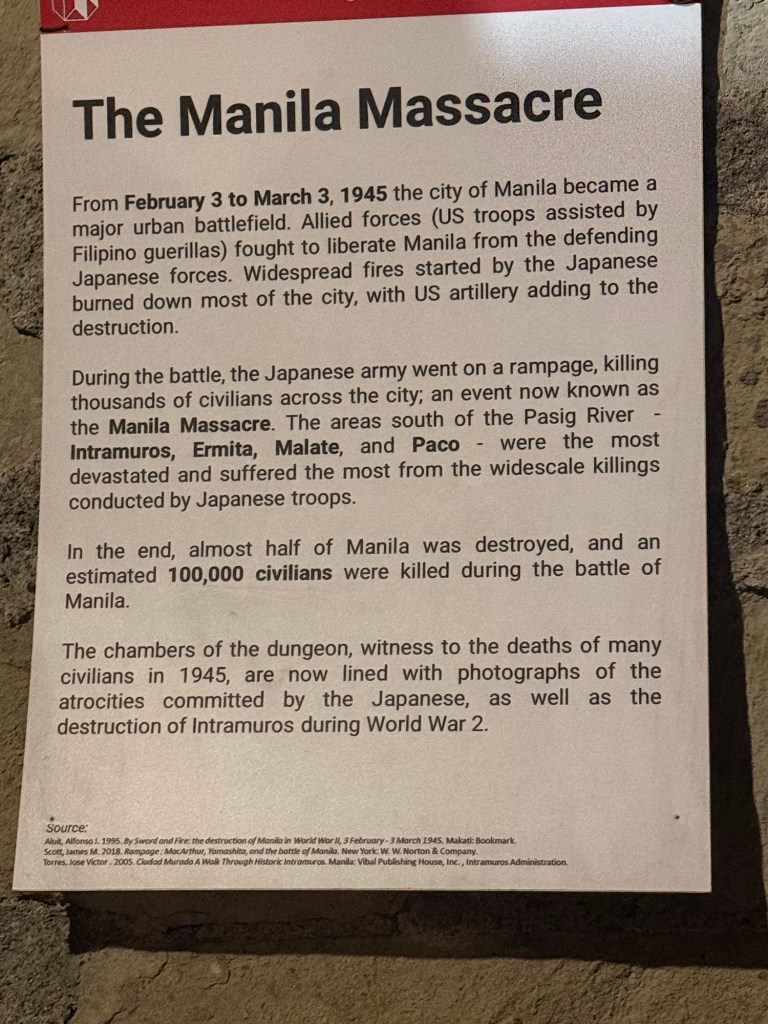 The Manila Massacre
From February 3 to March 3, 1945 the city of Manila became a
major urban battlefield. Allied forces (US troops assisted by
Filipino guerillas) fought to liberate Manila from the defending
Japanese forces. Widespread fires started by the Japanese
burned down most of the city, with US artillery adding to the
destruction.
During the battle, the Japanese army went on a rampage, killing
thousands of civilians across the city; an event now known as
the Manila Massacre. The areas south of the Pasig River -
Intramuros, Ermita, Malate, and Paco - were the most
devastated and suffered the most from the widescale killings
conducted by Japanese troops.
In the end, almost half of Manila was destroyed, and an
estimated 100,000 civilians were killed during the battle of
Manila.
The chambers of the dungeon, witness to the deaths of many
civilians in 1945, are now lined with photographs of the
atrocities committed by the Japanese, as well as the
destruction of Intramuros during World War 2.
Source:
Aluit, Alfonso J. 1995. By Sword and Fire: the destruction of Manila in World War II, 3 February - 3 March 1945. Makati: Bookmark.
Scott, James M. 2018. Rampage: MacArthur, Yamashita, and the battle of Manila. New York: W. W. Norton & Company.
Torres, Jose Victor . 2005. Ciudad Murada A Walk Through Historic Intramuros. Manila: Vibal Publishing House, Inc. , Intramuros Administration.